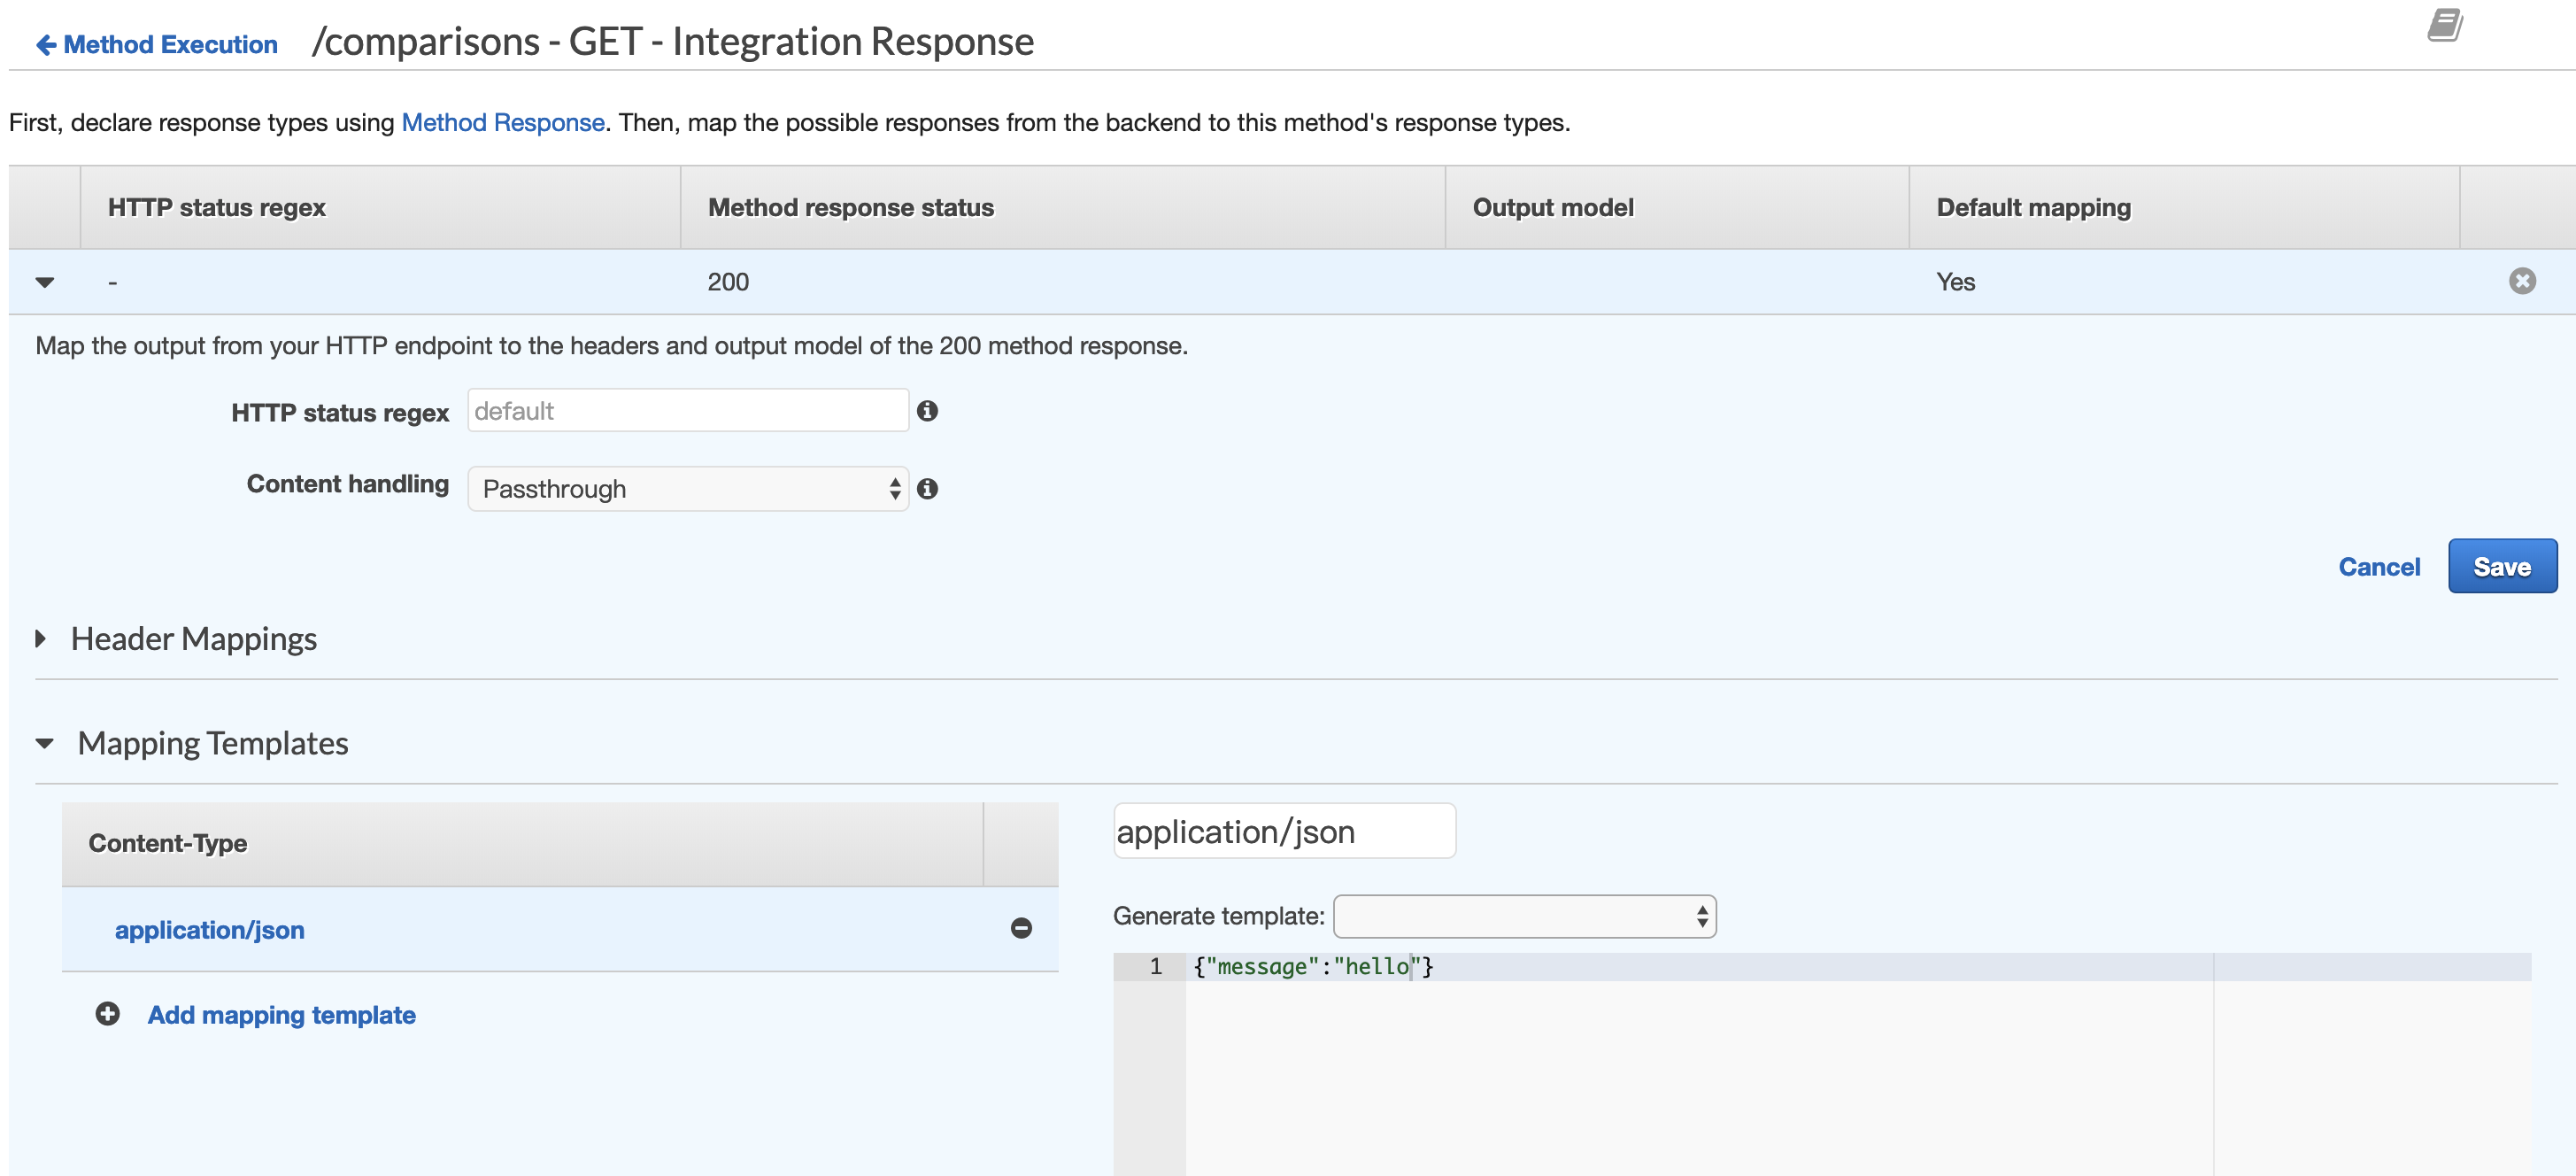 Method Execution /comparisons - GET - Integration Response
First, declare response types using Method Response. Then, map the possible responses from the backend to this method's response types.
HTTP status regex Method response status Output model Default mapping
- 200 Yes
Map the output from your HTTP endpoint to the headers and output model of the 200 method response.
HTTP status regex default
Content handling Passthrough
Cancel Save
Header Mappings
Mapping Templates
Content-Type
application/json
Add mapping template
application/json
Generate template:
1 {"message":"hello"}